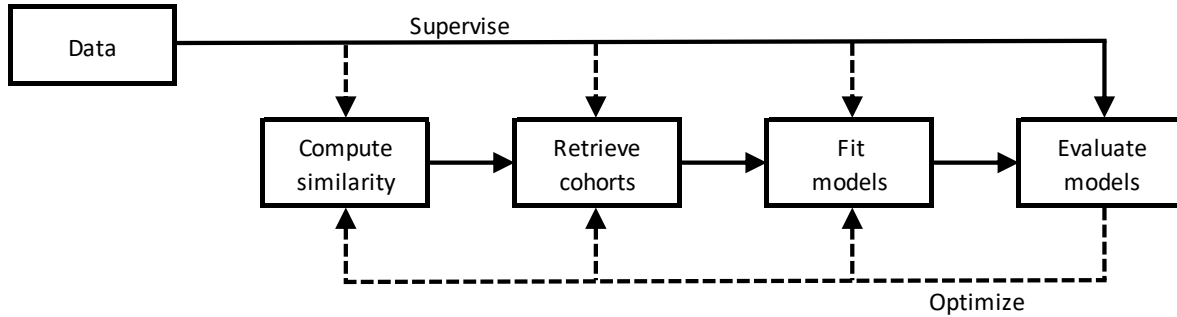 Supervise
Data
Compute
similarity
Retrieve
cohorts
Fit
models
Evaluate
models
Optimize